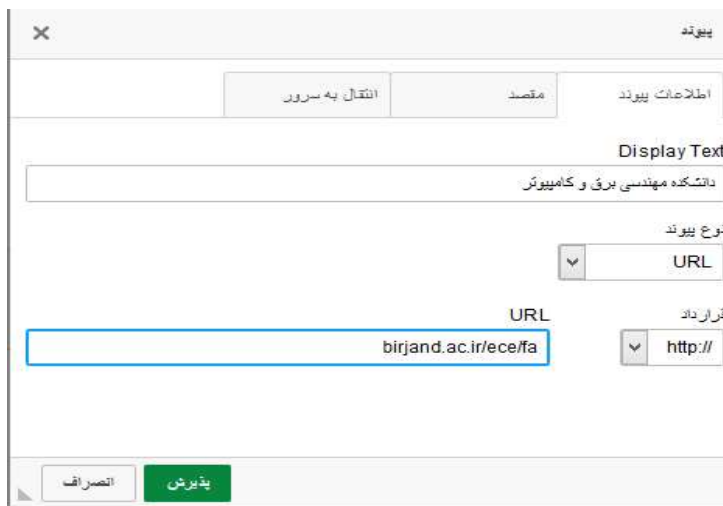 پیوند
اطلاعات پیوند مقصد انتقال به سرور
Display Text
دانشکده مهندسی برق و کامپیوتر
نوع پیوند
URL
قرارداد URL
http:// birjand.ac.ir/ece/fa
پذیرش انصراف